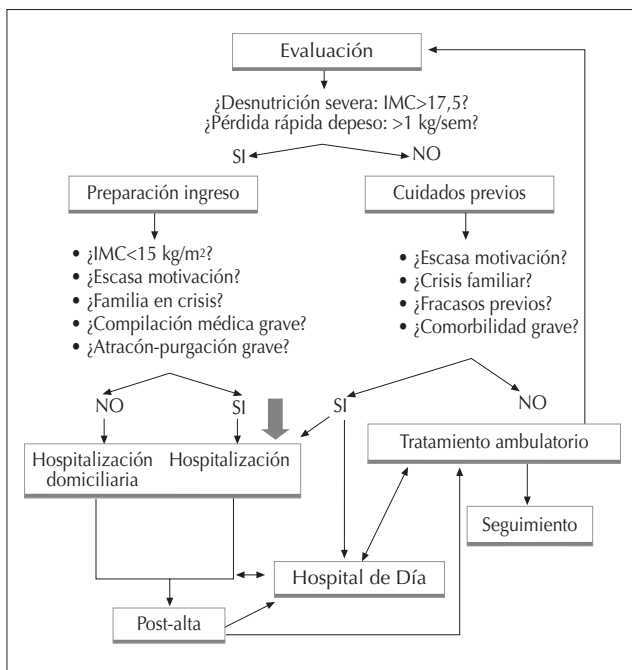 Evaluación
¿Desnutrición severa: IMC>17,5?
¿Pérdida rápida depeso: >1 kg/sem?
SI
NO
Preparación ingreso
Cuidados previos
• ¿IMC<15 kg/m²?
• ¿Escasa motivación?
• ¿Familia en crisis?
• ¿Compilación médica grave?
• ¿Atracón-purgación grave?
• ¿Escasa motivación?
• ¿Crisis familiar?
• ¿Fracasos previos?
• ¿Comorbilidad grave?
NO
SI
SI
NO
Hospitalización
domiciliaria
Hospitalización
Tratamiento ambulatorio
Seguimiento
Hospital de Día
Post-alta